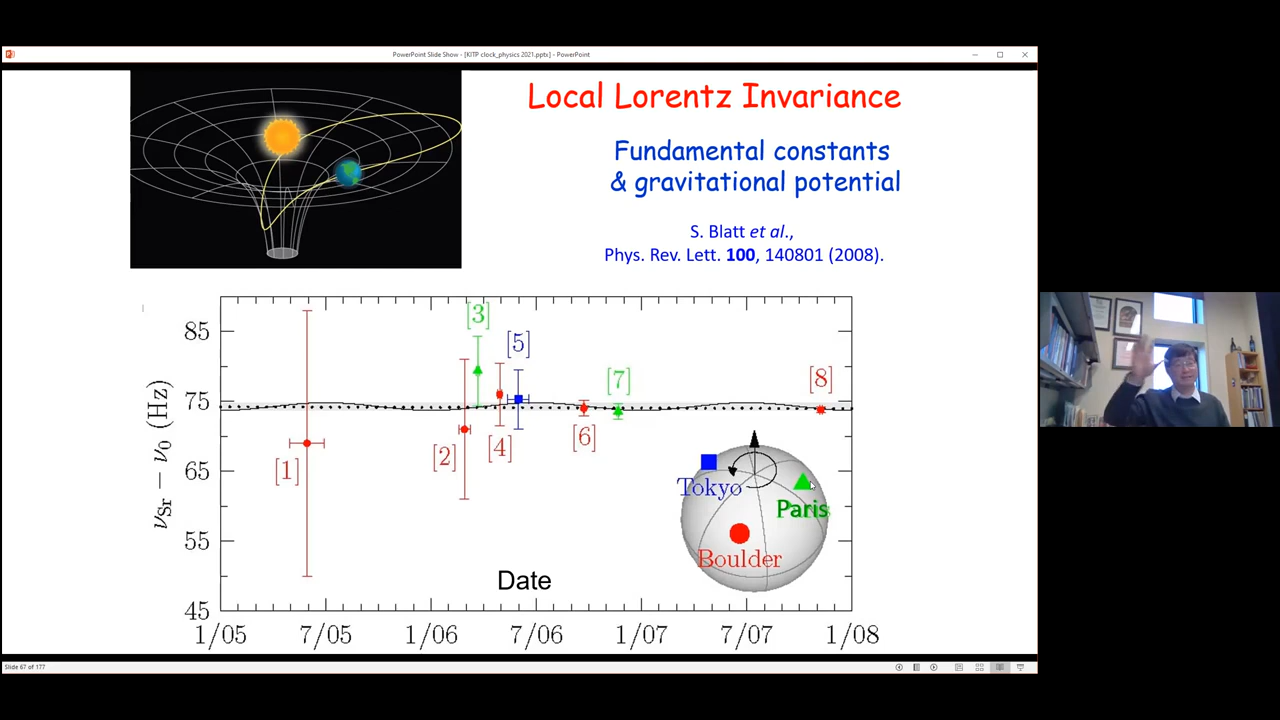 PowerPoint Slide Show - [KITP clock_physics 2021.pptx] - PowerPoint
Local Lorentz Invariance
Fundamental constants
& gravitational potential
S. Blatt et al.,
Phys. Rev. Lett. 100, 140801 (2008).
[3]
85
[5]
[7]
[8]
75
[1]
[2]
[4]
[6]
65
55
45
ν_Sr − ν_0 (Hz)
Tokyo
Paris
Boulder
Date
1/05
7/05
1/06
7/06
1/07
7/07
1/08
Slide 67 of 177